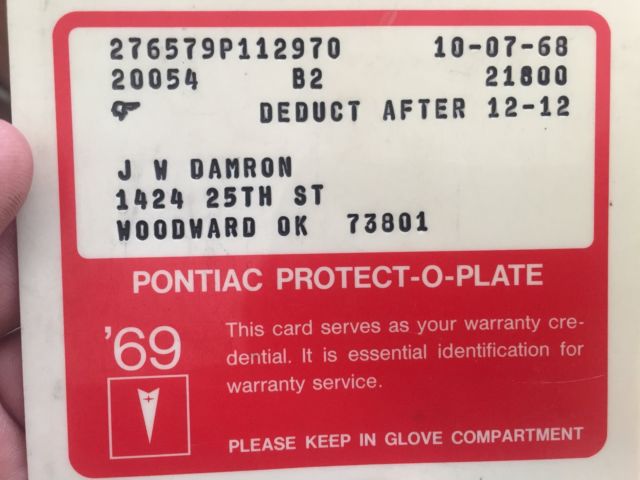 276579P112970 10-07-68
20054 B2 21800
DEDUCT AFTER 12-12
J W DAMRON
1424 25TH ST
WOODWARD OK 73801
PONTIAC PROTECT-O-PLATE
'69
This card serves as your warranty cre-
dential. It is essential identification for
warranty service.
PLEASE KEEP IN GLOVE COMPARTMENT